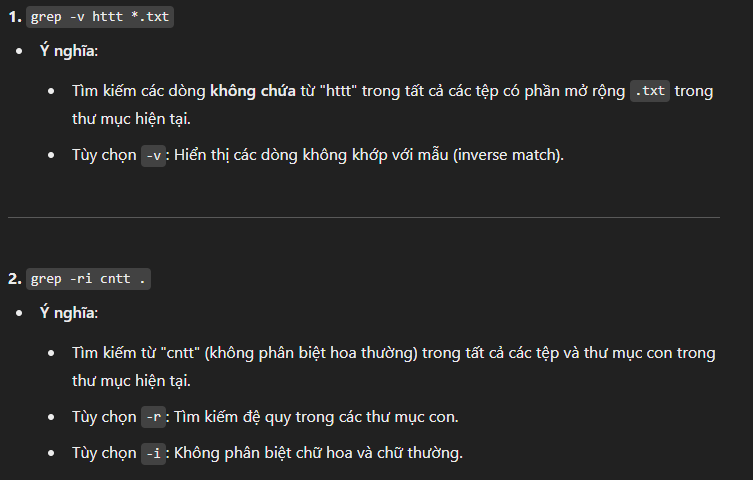 1. grep -v httt *.txt
• Ý nghĩa:
• Tìm kiếm các dòng không chứa từ "httt" trong tất cả các tệp có phần mở rộng .txt trong
thư mục hiện tại.
• Tùy chọn -v: Hiển thị các dòng không khớp với mẫu (inverse match).
2. grep -ri cntt .
• Ý nghĩa:
• Tìm kiếm từ "cntt" (không phân biệt hoa thường) trong tất cả các tệp và thư mục con trong
thư mục hiện tại.
• Tùy chọn -r: Tìm kiếm đệ quy trong các thư mục con.
• Tùy chọn -i: Không phân biệt chữ hoa và chữ thường.